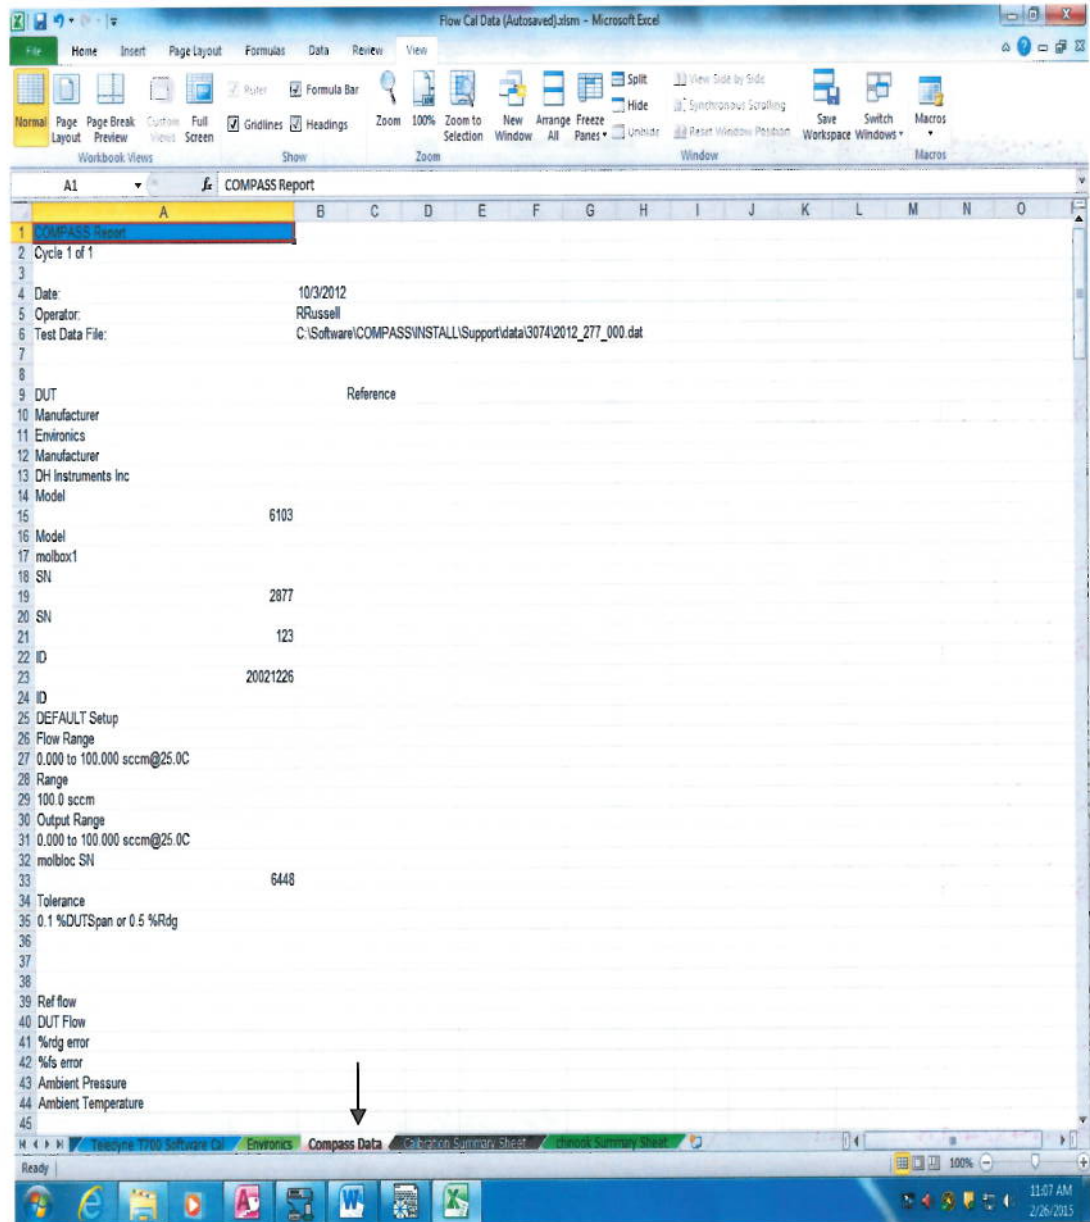 Flow Cal Data (Autosaved).xlsm - Microsoft Excel
File Home Insert Page Layout Formulas Data Review View
Normal Page Layout Page Break Preview Custom Views Full Screen
Workbook Views
Ruler Formula Bar
Gridlines Headings
Show
Zoom 100% Zoom to Selection
Zoom
New Window Arrange All Freeze Panes
Split
Hide
Unhide
View Side by Side
Synchronous Scrolling
Reset Window Position
Save Workspace Switch Windows
Window
Macros
Macros
A1 fx COMPASS Report
A B C D E F G H I J K L M N O
1 COMPASS Report
2 Cycle 1 of 1
3
4 Date: 10/3/2012
5 Operator: RRussell
6 Test Data File: C:\Software\COMPASS\INSTALL\Support\data\3074\2012_277_000.dat
7
8
9 DUT Reference
10 Manufacturer
11 Environics
12 Manufacturer
13 DH Instruments Inc
14 Model
15 6103
16 Model
17 molbox1
18 SN
19 2877
20 SN
21 123
22 ID
23 20021226
24 ID
25 DEFAULT Setup
26 Flow Range
27 0.000 to 100.000 sccm@25.0C
28 Range
29 100.0 sccm
30 Output Range
31 0.000 to 100.000 sccm@25.0C
32 molbloc SN
33 6448
34 Tolerance
35 0.1 %DUTSpan or 0.5 %Rdg
36
37
38
39 Ref flow
40 DUT Flow
41 %rdg error
42 %fs error
43 Ambient Pressure
44 Ambient Temperature
45
Teledyne T700 Software Cal Environics Compass Data Calibration Summary Sheet chinook Summary Sheet
Ready 100%
11:07 AM
2/26/2015